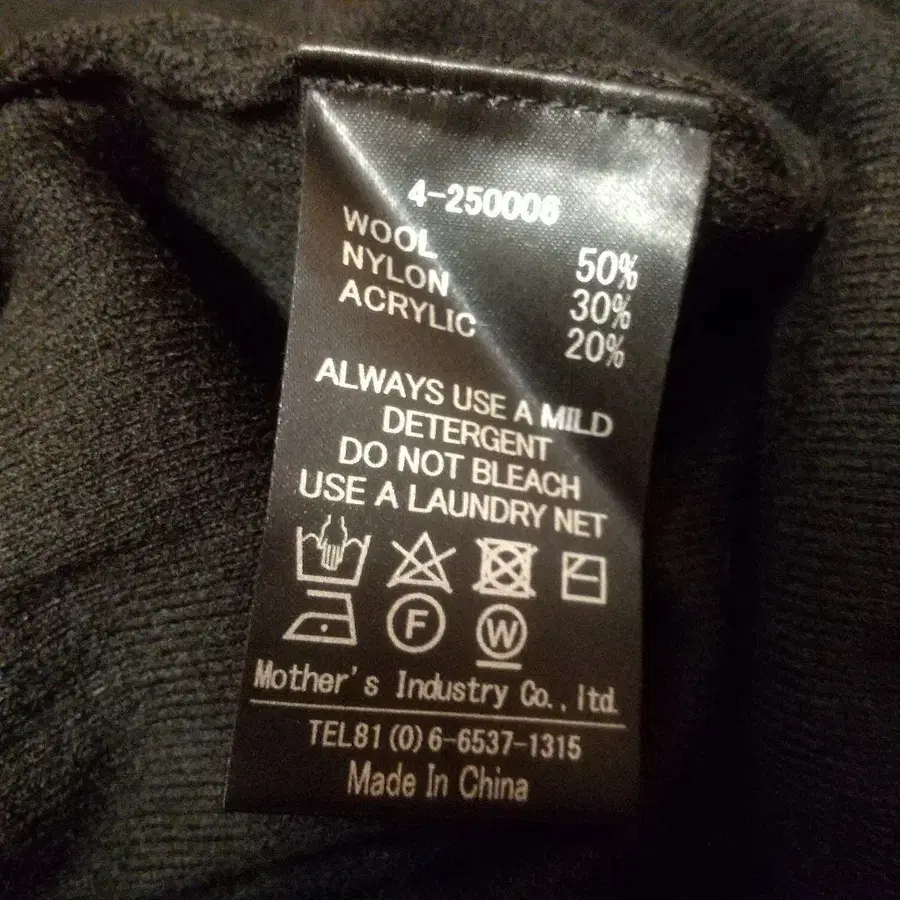 4-250006
WOOL 50%
NYLON 30%
ACRYLIC 20%
ALWAYS USE A MILD
DETERGENT
DO NOT BLEACH
USE A LAUNDRY NET
F W
Mother's Industry Co., ltd.
TEL81(0)6-6537-1315
Made In China